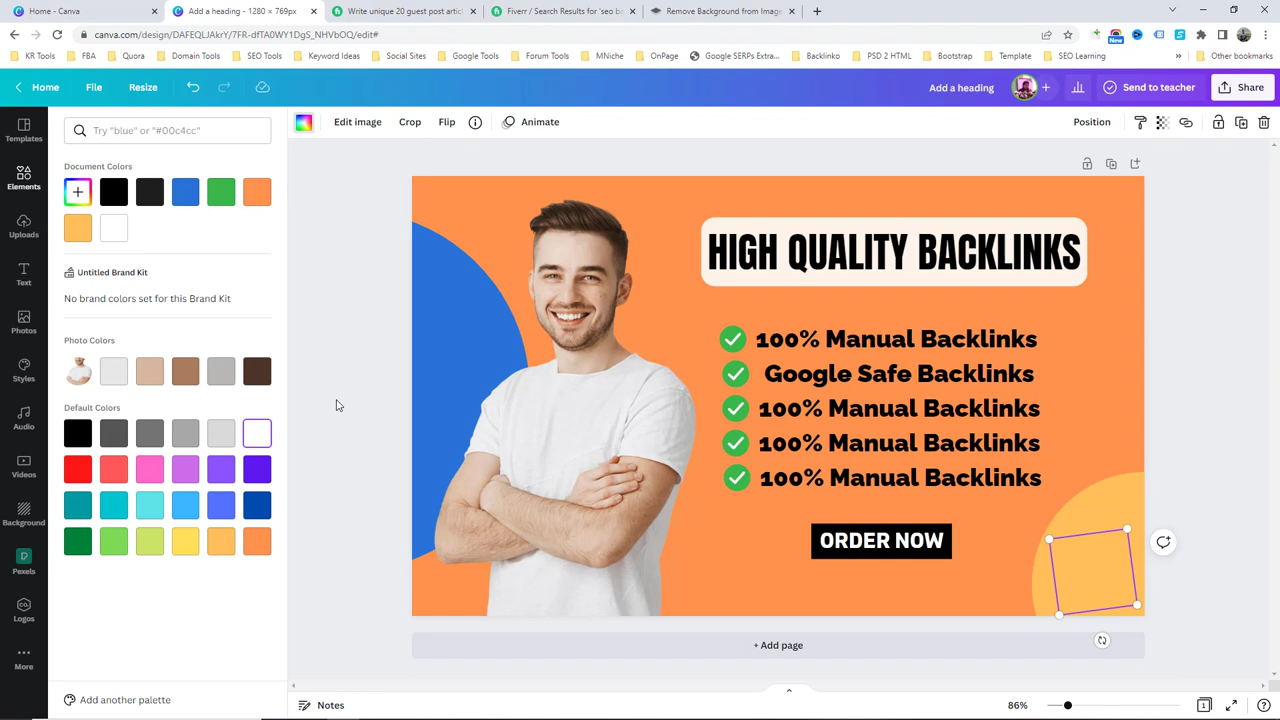 Home - Canva
Add a heading - 1280 × 769px
Write unique 20 guest post articl
Fiverr / Search Results for 'seo ba
Remove Background from Image
canva.com/design/DAFEQLJAkrY/7FR-dfTA0WY1DgS_NHVbOQ/edit#
New
KR Tools
FBA
Quora
Domain Tools
SEO Tools
Keyword Ideas
Social Sites
Google Tools
Forum Tools
MNiche
OnPage
Google SERPs Extra...
Backlinko
PSD 2 HTML
Bootstrap
Template
SEO Learning
Other bookmarks
Home
File
Resize
Add a heading
Send to teacher
Share
Templates
Elements
Uploads
Text
Photos
Styles
Audio
Videos
Background
Pexels
Logos
More
Try "blue" or "#00c4cc"
Document Colors
Untitled Brand Kit
No brand colors set for this Brand Kit
Photo Colors
Default Colors
Add another palette
Edit image
Crop
Flip
Animate
Position
HIGH QUALITY BACKLINKS
100% Manual Backlinks
Google Safe Backlinks
100% Manual Backlinks
100% Manual Backlinks
100% Manual Backlinks
ORDER NOW
+ Add page
Notes
86%
1